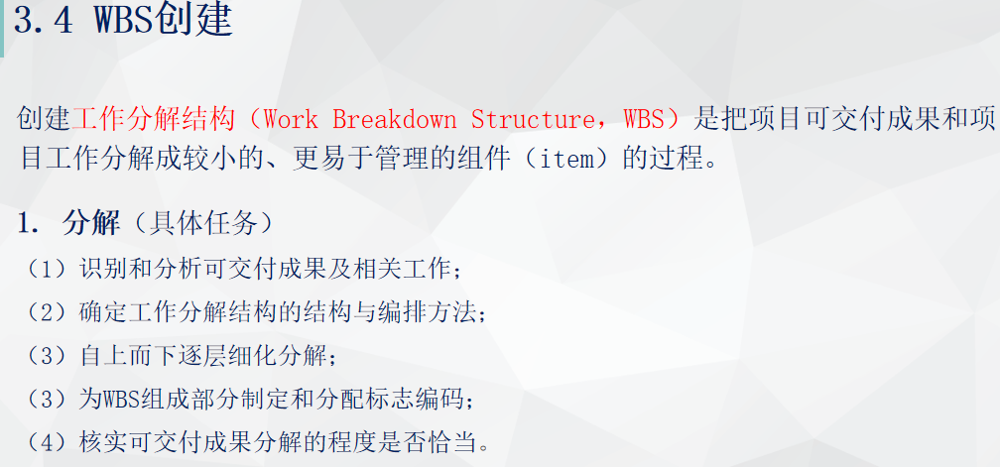 3.4 WBS创建
创建工作分解结构（Work Breakdown Structure，WBS）是把项目可交付成果和项
目工作分解成较小的、更易于管理的组件（item）的过程。
1. 分解（具体任务）
（1）识别和分析可交付成果及相关工作；
（2）确定工作分解结构的结构与编排方法；
（3）自上而下逐层细化分解；
（3）为WBS组成部分制定和分配标志编码；
（4）核实可交付成果分解的程度是否恰当。